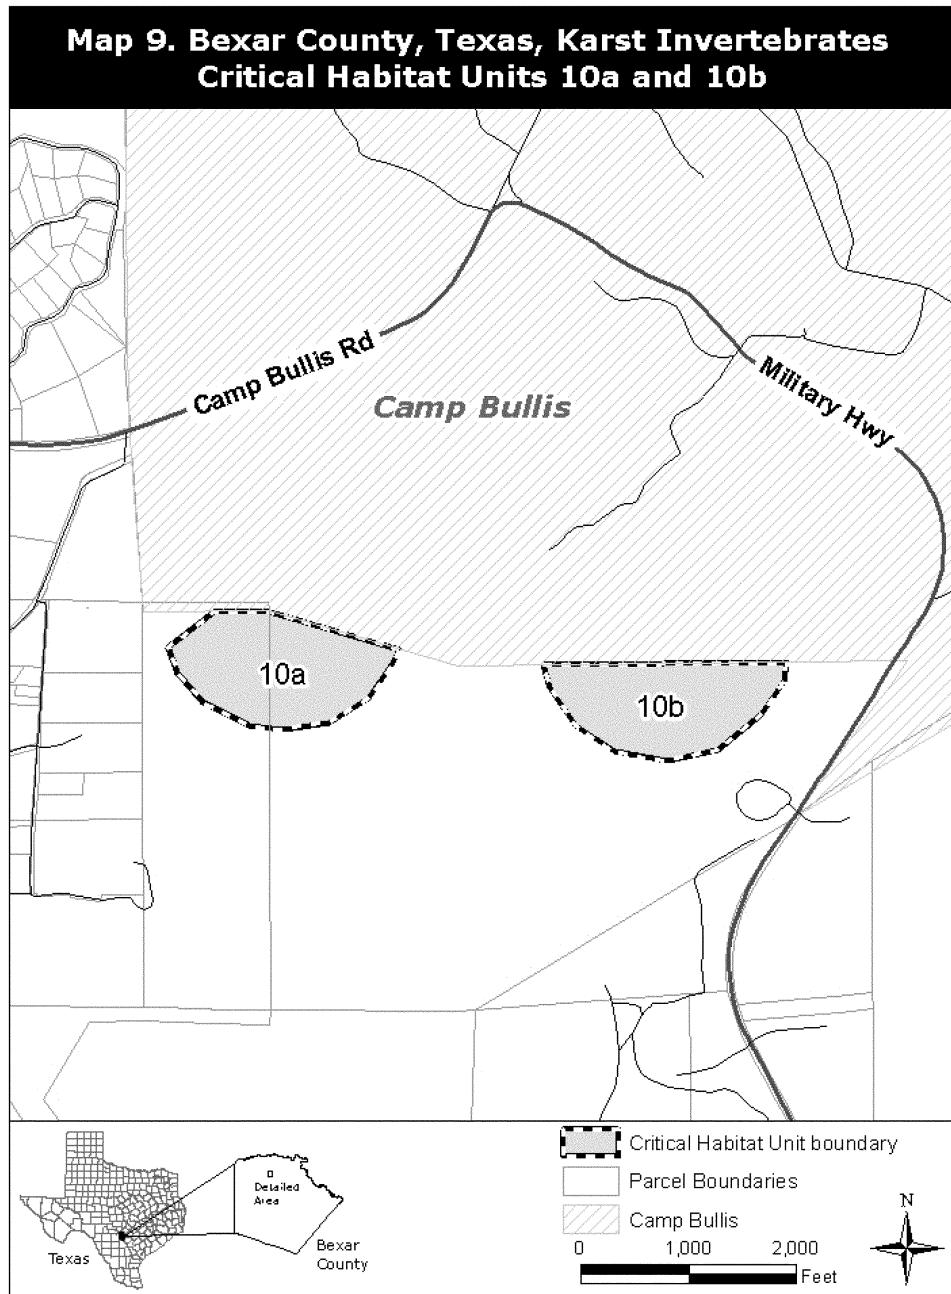 Map 9. Bexar County, Texas, Karst Invertebrates
Critical Habitat Units 10a and 10b
Camp Bullis Rd
Camp Bullis
Military Hwy
10a
10b
Texas
Detailed
Area
Bexar
County
Critical Habitat Unit boundary
Parcel Boundaries
Camp Bullis
0 1,000 2,000
Feet
N